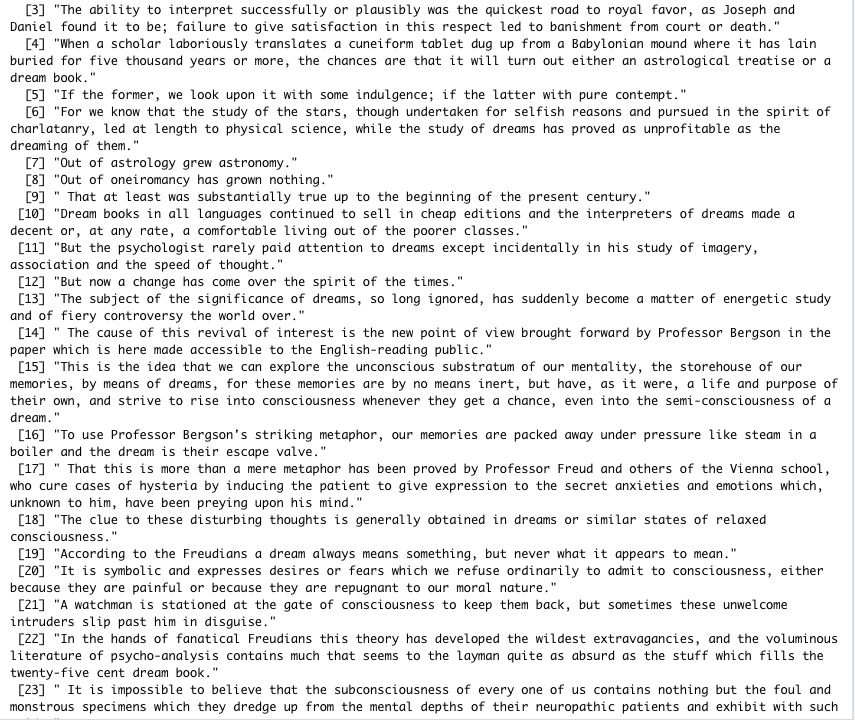 [3] "The ability to interpret successfully or plausibly was the quickest road to royal favor, as Joseph and
Daniel found it to be; failure to give satisfaction in this respect led to banishment from court or death."
[4] "When a scholar laboriously translates a cuneiform tablet dug up from a Babylonian mound where it has lain
buried for five thousand years or more, the chances are that it will turn out either an astrological treatise or a
dream book."
[5] "If the former, we look upon it with some indulgence; if the latter with pure contempt."
[6] "For we know that the study of the stars, though undertaken for selfish reasons and pursued in the spirit of
charlatanry, led at length to physical science, while the study of dreams has proved as unprofitable as the
dreaming of them."
[7] "Out of astrology grew astronomy."
[8] "Out of oneiromancy has grown nothing."
[9] " That at least was substantially true up to the beginning of the present century."
[10] "Dream books in all languages continued to sell in cheap editions and the interpreters of dreams made a
decent or, at any rate, a comfortable living out of the poorer classes."
[11] "But the psychologist rarely paid attention to dreams except incidentally in his study of imagery,
association and the speed of thought."
[12] "But now a change has come over the spirit of the times."
[13] "The subject of the significance of dreams, so long ignored, has suddenly become a matter of energetic study
and of fiery controversy the world over."
[14] " The cause of this revival of interest is the new point of view brought forward by Professor Bergson in the
paper which is here made accessible to the English-reading public."
[15] "This is the idea that we can explore the unconscious substratum of our mentality, the storehouse of our
memories, by means of dreams, for these memories are by no means inert, but have, as it were, a life and purpose of
their own, and strive to rise into consciousness whenever they get a chance, even into the semi-consciousness of a
dream."
[16] "To use Professor Bergson's striking metaphor, our memories are packed away under pressure like steam in a
boiler and the dream is their escape valve."
[17] " That this is more than a mere metaphor has been proved by Professor Freud and others of the Vienna school,
who cure cases of hysteria by inducing the patient to give expression to the secret anxieties and emotions which,
unknown to him, have been preying upon his mind."
[18] "The clue to these disturbing thoughts is generally obtained in dreams or similar states of relaxed
consciousness."
[19] "According to the Freudians a dream always means something, but never what it appears to mean."
[20] "It is symbolic and expresses desires or fears which we refuse ordinarily to admit to consciousness, either
because they are painful or because they are repugnant to our moral nature."
[21] "A watchman is stationed at the gate of consciousness to keep them back, but sometimes these unwelcome
intruders slip past him in disguise."
[22] "In the hands of fanatical Freudians this theory has developed the wildest extravagancies, and the voluminous
literature of psycho-analysis contains much that seems to the layman quite as absurd as the stuff which fills the
twenty-five cent dream book."
[23] " It is impossible to believe that the subconsciousness of every one of us contains nothing but the foul and
monstrous specimens which they dredge up from the mental depths of their neuropathic patients and exhibit with such